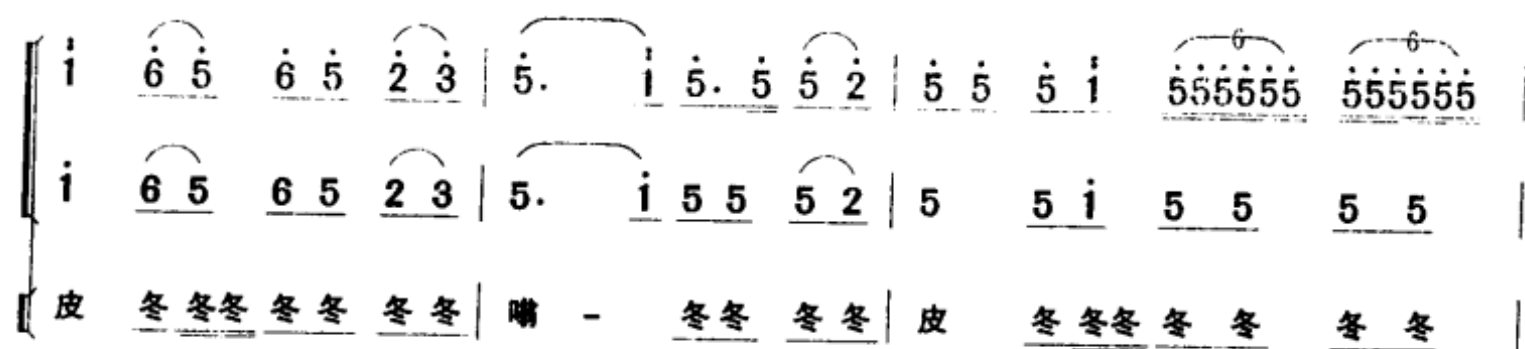 i 6 5 6 5 2 3 | 5. i 5. 5 5 2 | 5 5 5 i 6 555555 6 555555 |
i 6 5 6 5 2 3 | 5. i 5 5 5 2 | 5 5 i 5 5 5 5 |
皮 冬 冬冬 冬 冬 冬 冬 | 嘣 - 冬冬 冬 冬 | 皮 冬 冬冬 冬 冬 冬 冬 |